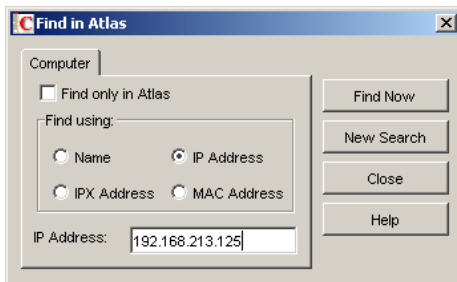 Find in Atlas
Computer
Find only in Atlas
Find using:
Name
IP Address
IPX Address
MAC Address
IP Address:
192.168.213.125
Find Now
New Search
Close
Help